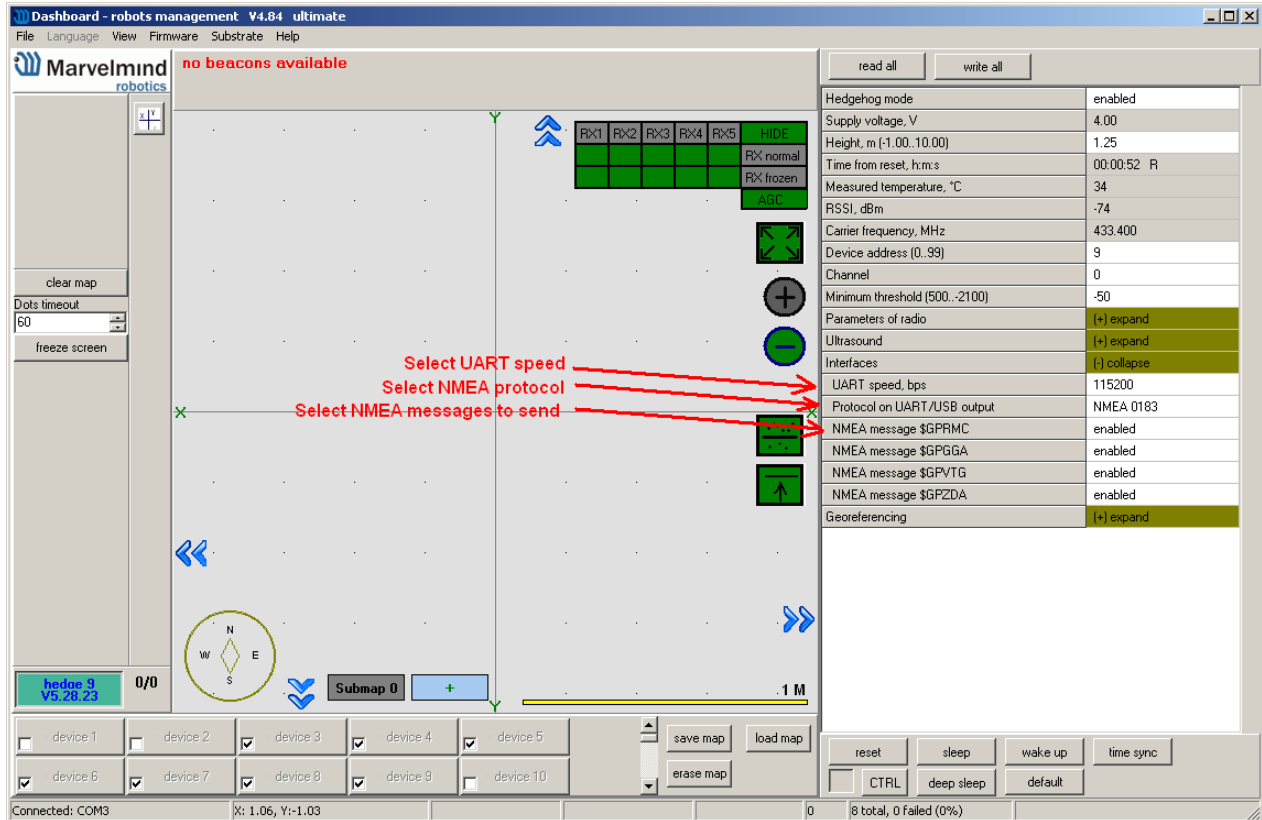 Dashboard - robots management V4.84 ultimate
File Language View Firmware Substrate Help
Marvelmind
robotics
no beacons available
read all write all
Hedgehog mode enabled
Supply voltage, V 4.00
Height, m (-1.00..10.00) 1.25
Time from reset, h:m:s 00:00:52 R
Measured temperature, °C 34
RSSI, dBm -74
Carrier frequency, MHz 433.400
Device address (0..99) 9
Channel 0
Minimum threshold (500..-2100) -50
Parameters of radio (+) expand
Ultrasound (+) expand
Interfaces (-) collapse
UART speed, bps 115200
Protocol on UART/USB output NMEA 0183
NMEA message $GPRMC enabled
NMEA message $GPGGA enabled
NMEA message $GPVTG enabled
NMEA message $GPZDA enabled
Georeferencing (+) expand
X Y
Y
RX1 RX2 RX3 RX4 RX5 HIDE
RX normal
RX frozen
AGC
clear map
Dots timeout
60
freeze screen
Select UART speed
Select NMEA protocol
Select NMEA messages to send
X X
N
W E
S
hedge 9
V5.28.23
0/0
Submap 0 +
1 M
Y
device 1 device 2 device 3 device 4 device 5
device 6 device 7 device 8 device 9 device 10
save map load map
erase map
reset sleep wake up time sync
CTRL deep sleep default
Connected: COM3 X: 1.06, Y:-1.03 0 8 total, 0 failed (0%)